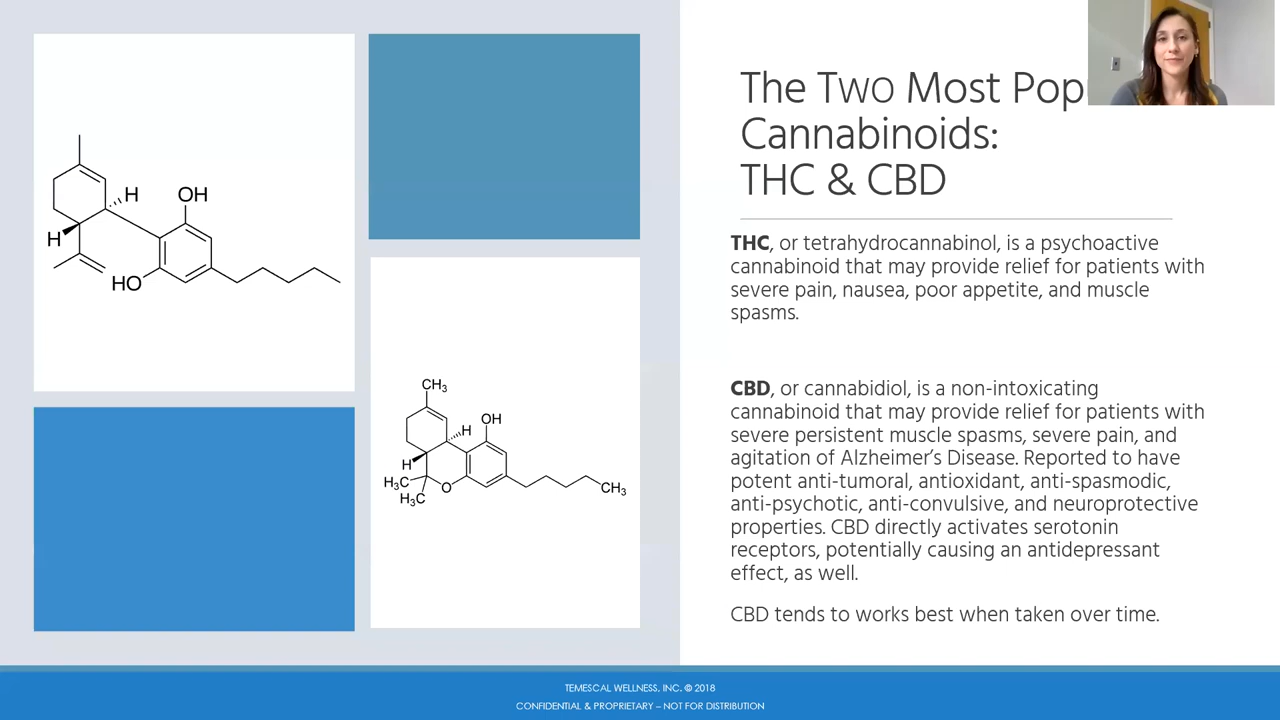 The Two Most Pop
Cannabinoids:
THC & CBD
THC, or tetrahydrocannabinol, is a psychoactive
cannabinoid that may provide relief for patients with
severe pain, nausea, poor appetite, and muscle
spasms.
CBD, or cannabidiol, is a non-intoxicating
cannabinoid that may provide relief for patients with
severe persistent muscle spasms, severe pain, and
agitation of Alzheimer’s Disease. Reported to have
potent anti-tumoral, antioxidant, anti-spasmodic,
anti-psychotic, anti-convulsive, and neuroprotective
properties. CBD directly activates serotonin
receptors, potentially causing an antidepressant
effect, as well.
CBD tends to works best when taken over time.
H
OH
H
HO
CH₃
OH
H
H
H₃C
H₃C
O
CH₃
TEMESCAL WELLNESS, INC. © 2018
CONFIDENTIAL & PROPRIETARY – NOT FOR DISTRIBUTION